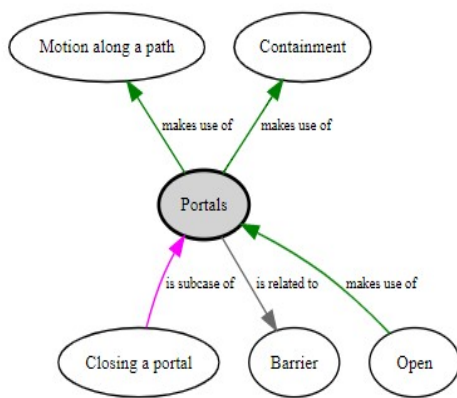 Motion along a path
Containment
makes use of
makes use of
Portals
is subcase of
is related to
makes use of
Closing a portal
Barrier
Open